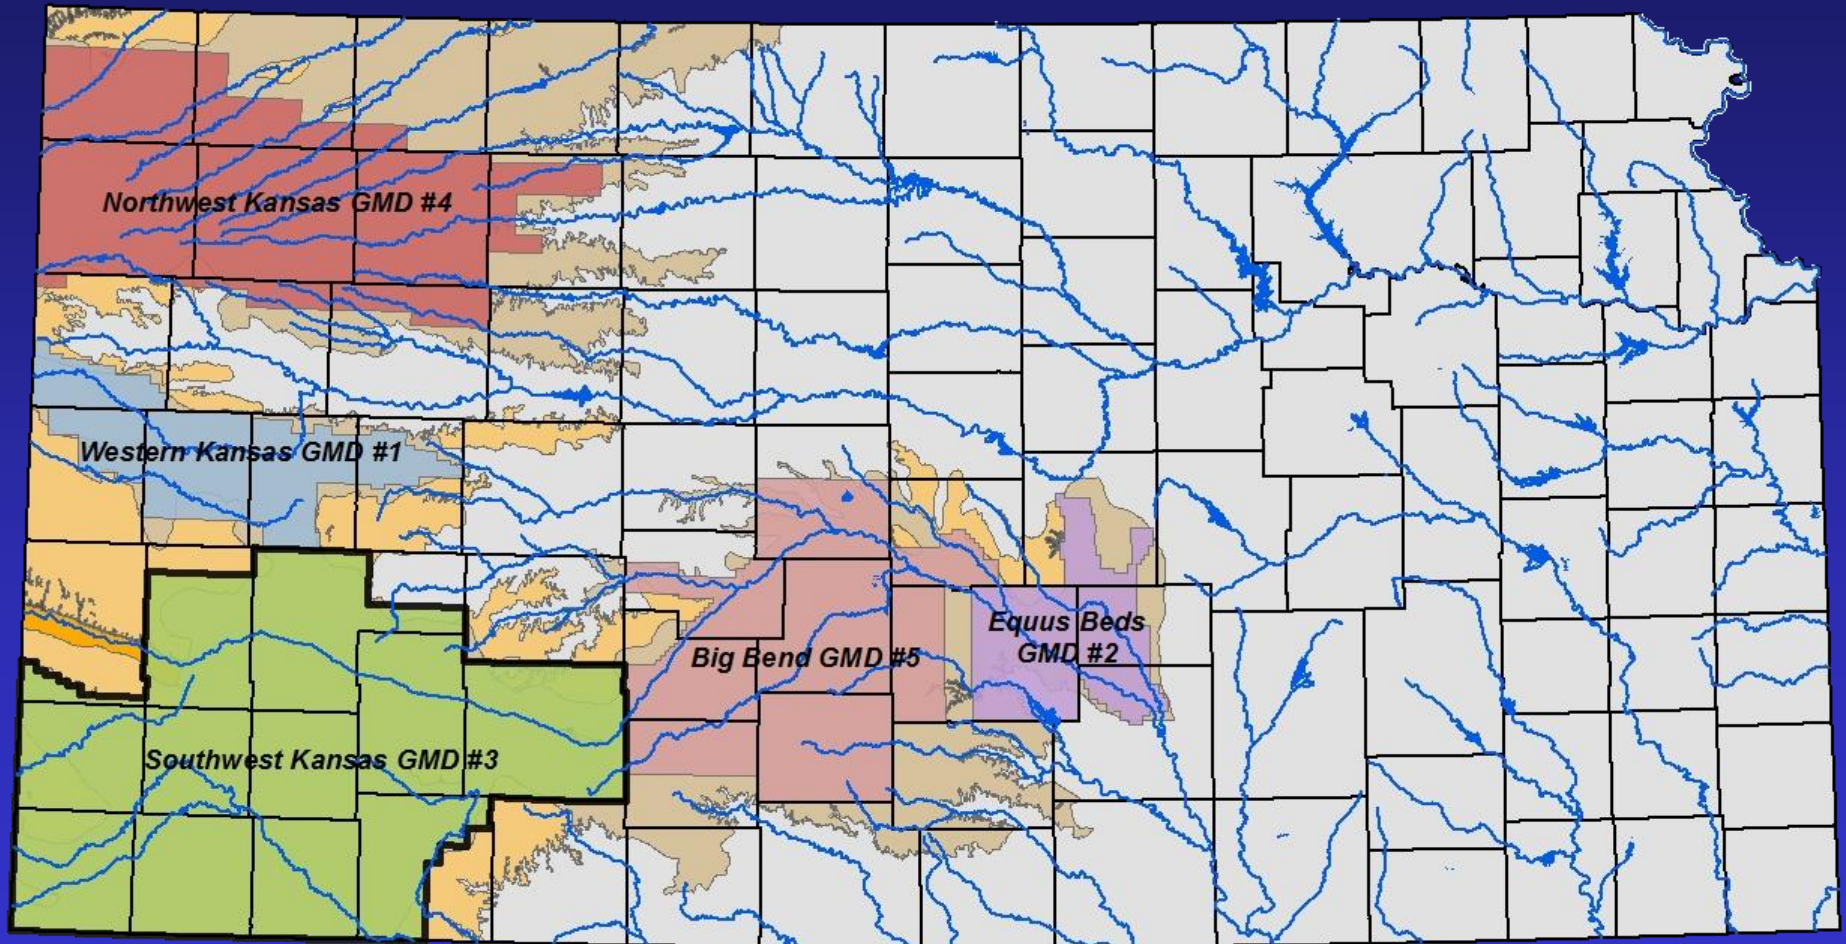 Northwest Kansas GMD #4
Western Kansas GMD #1
Equus Beds
GMD #2
Big Bend GMD #5
Southwest Kansas GMD #3